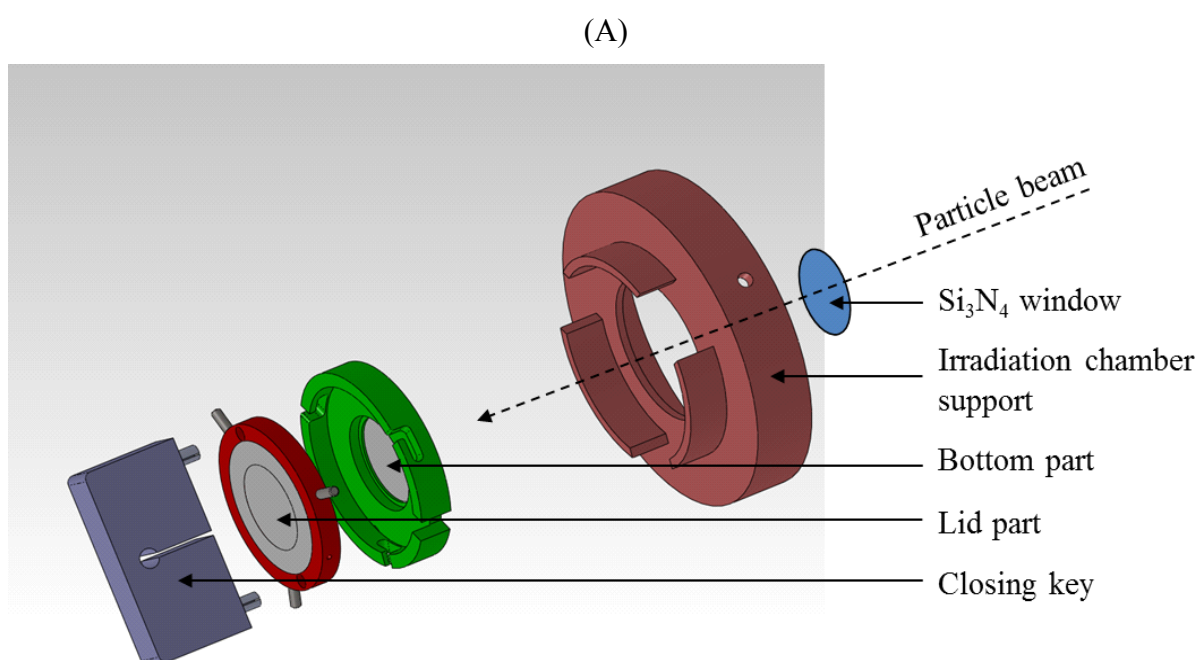 (A)
Particle beam
Si₃N₄ window
Irradiation chamber
support
Bottom part
Lid part
Closing key